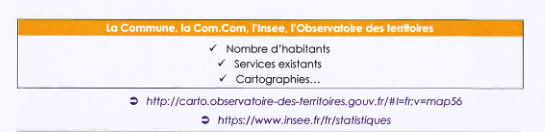 La Commune, la Com.Com, l'Insee, l'Observatoire des territoires
✓ Nombre d'habitants
✓ Services existants
✓ Cartographies…
➲ http://carto.observatoire-des-territoires.gouv.fr/#l=fr;v=map56
➲ https://www.insee.fr/fr/statistiques